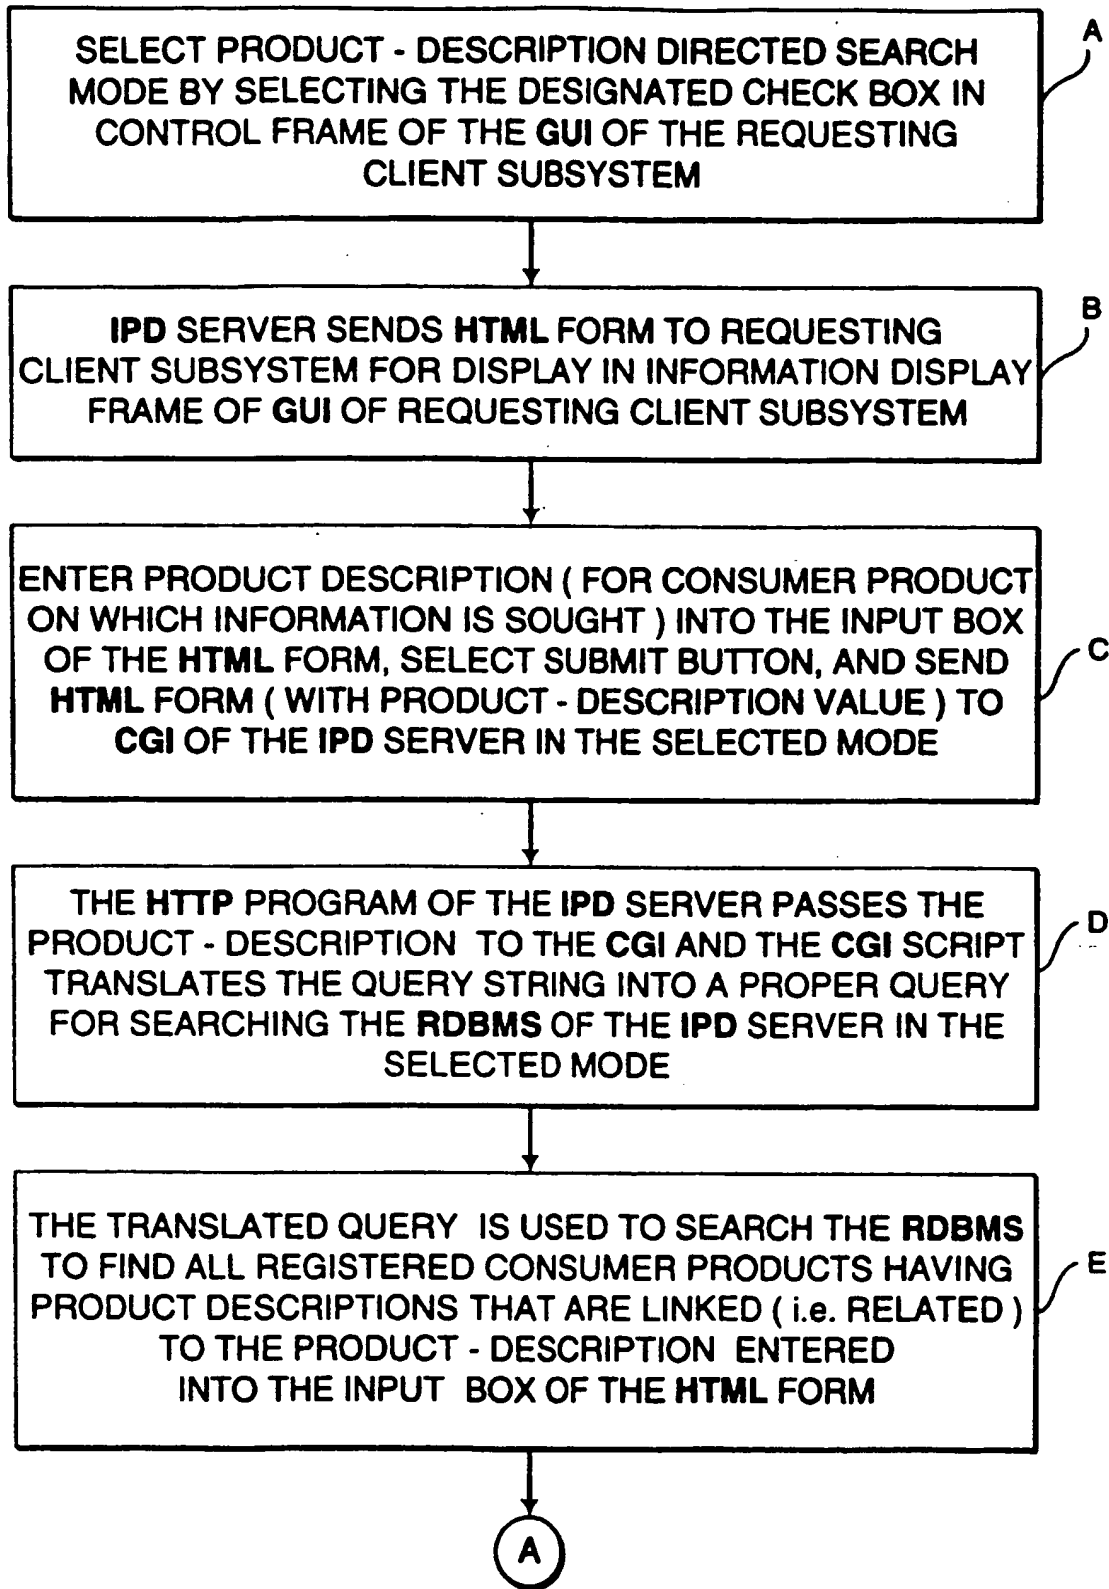 SELECT PRODUCT - DESCRIPTION DIRECTED SEARCH
MODE BY SELECTING THE DESIGNATED CHECK BOX IN
CONTROL FRAME OF THE GUI OF THE REQUESTING
CLIENT SUBSYSTEM
A
IPD SERVER SENDS HTML FORM TO REQUESTING
CLIENT SUBSYSTEM FOR DISPLAY IN INFORMATION DISPLAY
FRAME OF GUI OF REQUESTING CLIENT SUBSYSTEM
B
ENTER PRODUCT DESCRIPTION ( FOR CONSUMER PRODUCT
ON WHICH INFORMATION IS SOUGHT ) INTO THE INPUT BOX
OF THE HTML FORM, SELECT SUBMIT BUTTON, AND SEND
HTML FORM ( WITH PRODUCT - DESCRIPTION VALUE ) TO
CGI OF THE IPD SERVER IN THE SELECTED MODE
C
THE HTTP PROGRAM OF THE IPD SERVER PASSES THE
PRODUCT - DESCRIPTION TO THE CGI AND THE CGI SCRIPT
TRANSLATES THE QUERY STRING INTO A PROPER QUERY
FOR SEARCHING THE RDBMS OF THE IPD SERVER IN THE
SELECTED MODE
D
THE TRANSLATED QUERY IS USED TO SEARCH THE RDBMS
TO FIND ALL REGISTERED CONSUMER PRODUCTS HAVING
PRODUCT DESCRIPTIONS THAT ARE LINKED ( i.e. RELATED )
TO THE PRODUCT - DESCRIPTION ENTERED
INTO THE INPUT BOX OF THE HTML FORM
E
A